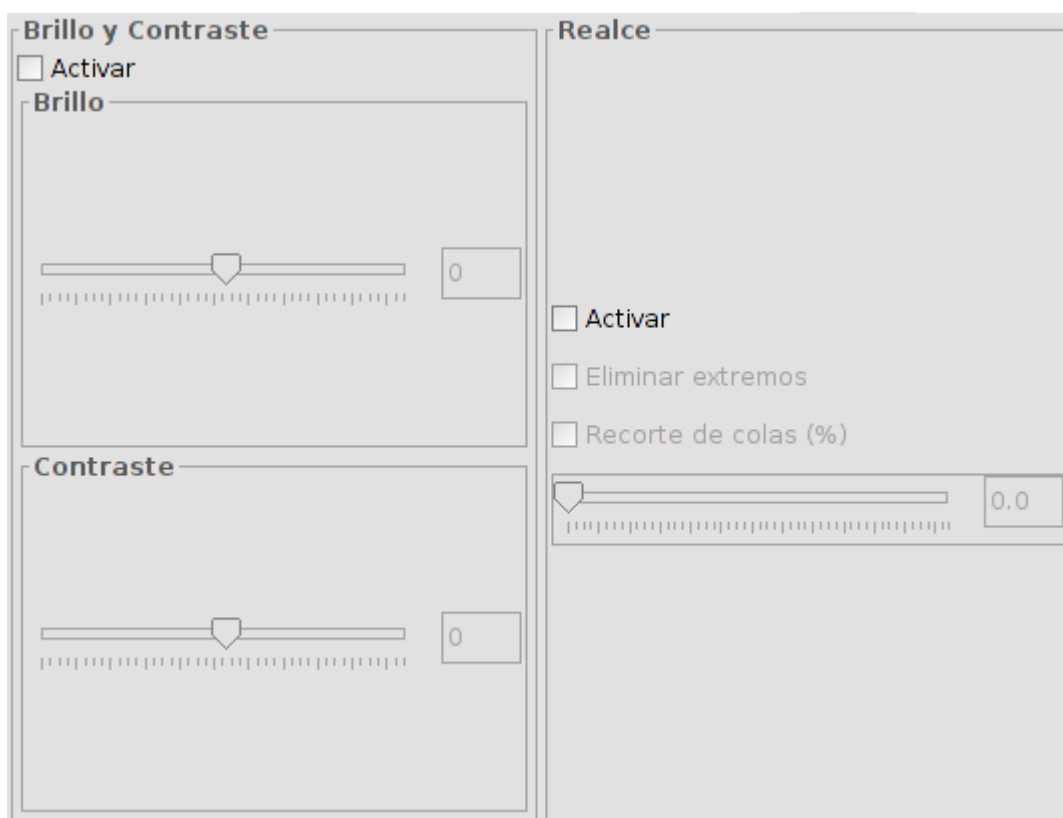 Brillo y Contraste
Activar
Brillo
0
Contraste
0
Realce
Activar
Eliminar extremos
Recorte de colas (%)
0.0